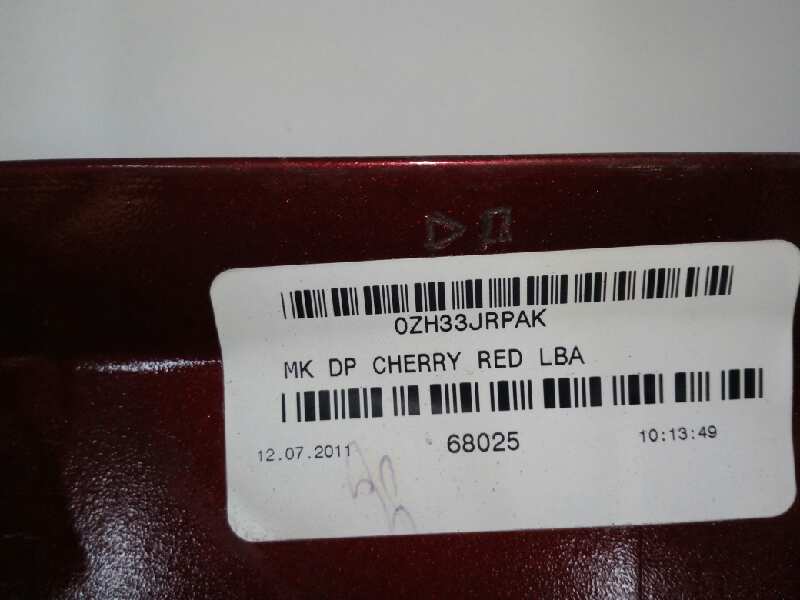 0ZH33JRPAK
MK DP CHERRY RED LBA
12.07.2011 68025 10:13:49